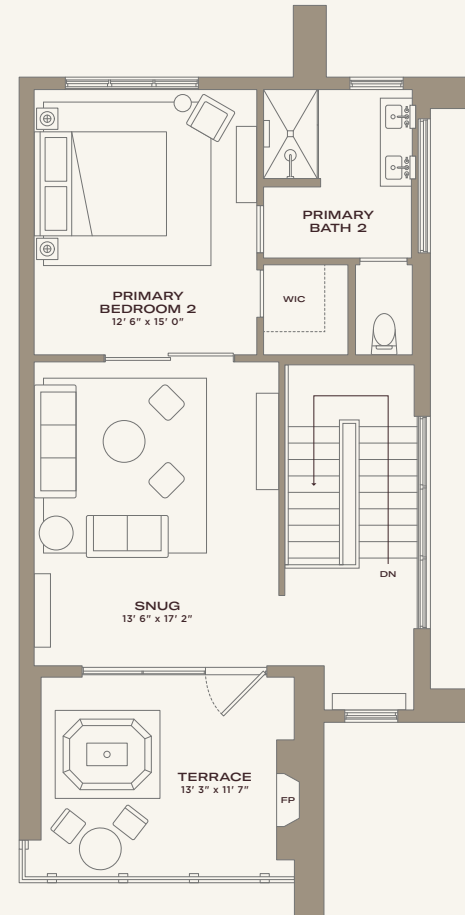 PRIMARY
BATH 2
PRIMARY
BEDROOM 2
12' 6" x 15' 0"
WIC
DN
SNUG
13' 6" x 17' 2"
TERRACE
13' 3" x 11' 7"
FP